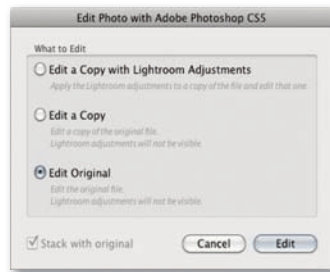 Edit Photo with Adobe Photoshop CS5
What to Edit
Edit a Copy with Lightroom Adjustments
Apply the Lightroom adjustments to a copy of the file and edit that one.
Edit a Copy
Edit a copy of the original file.
Lightroom adjustments will not be visible.
Edit Original
Edit the original file.
Lightroom adjustments will not be visible.
Stack with original
Cancel
Edit